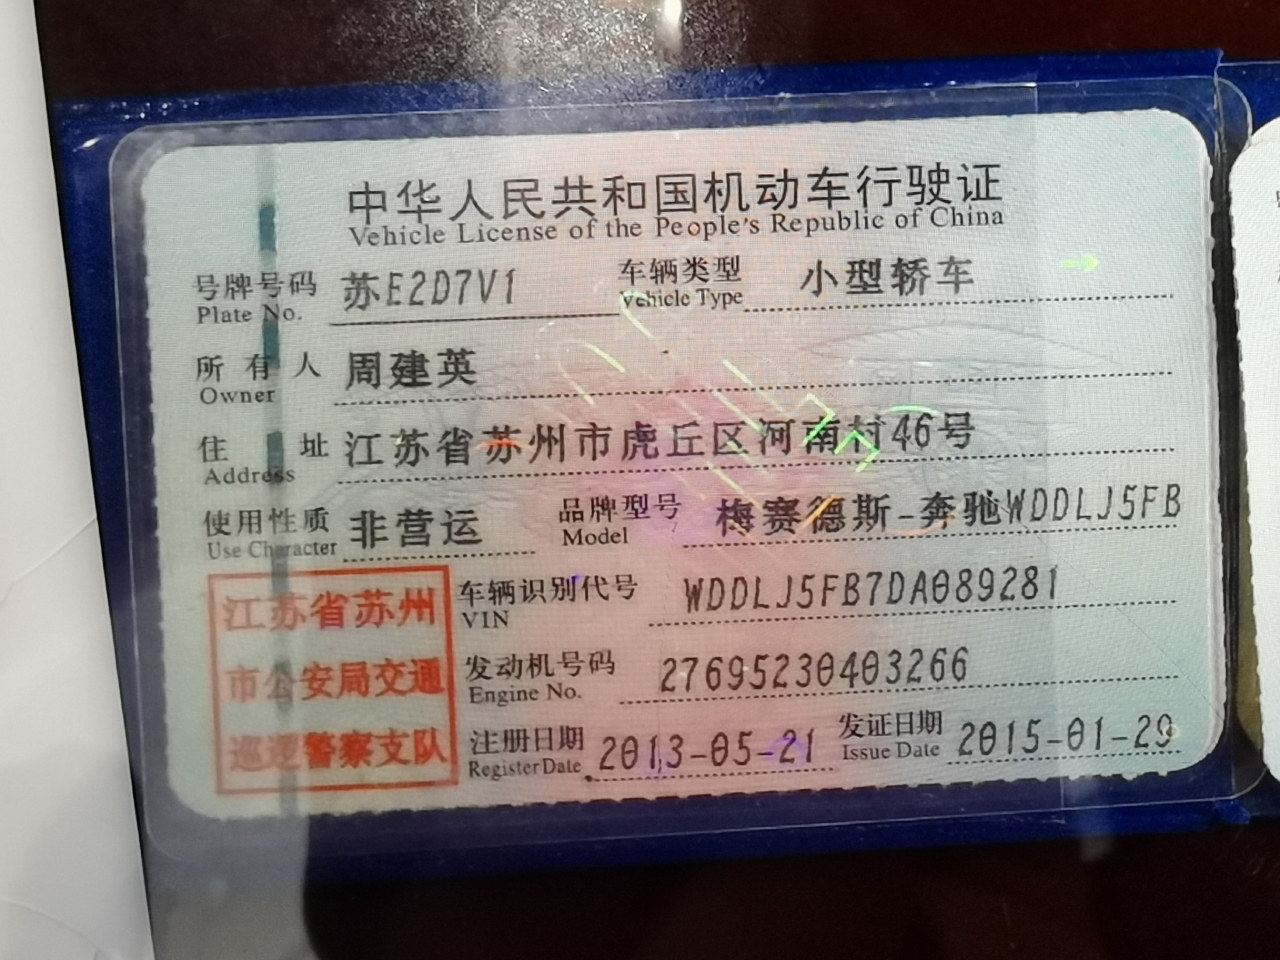 中华人民共和国机动车行驶证
Vehicle License of the People's Republic of China
号牌号码 苏E2D7V1 车辆类型 小型轿车
Plate No. Vehicle Type
所有人 周建英
Owner
住址 江苏省苏州市虎丘区河南村46号
Address
使用性质 非营运 品牌型号 梅赛德斯-奔驰WDDLJ5FB
Use Character Model
江苏省苏州
市公安局交通
巡逻警察支队
车辆识别代号 WDDLJ5FB7DA089281
VIN
发动机号码 27695230403266
Engine No.
注册日期 2013-05-21 发证日期 2015-01-29
Register Date Issue Date